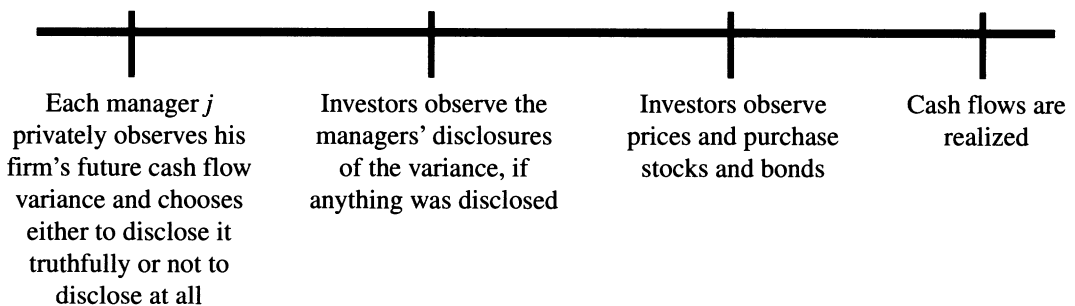 Each manager j
privately observes his
firm's future cash flow
variance and chooses
either to disclose it
truthfully or not to
disclose at all
Investors observe the
managers' disclosures
of the variance, if
anything was disclosed
Investors observe
prices and purchase
stocks and bonds
Cash flows are
realized